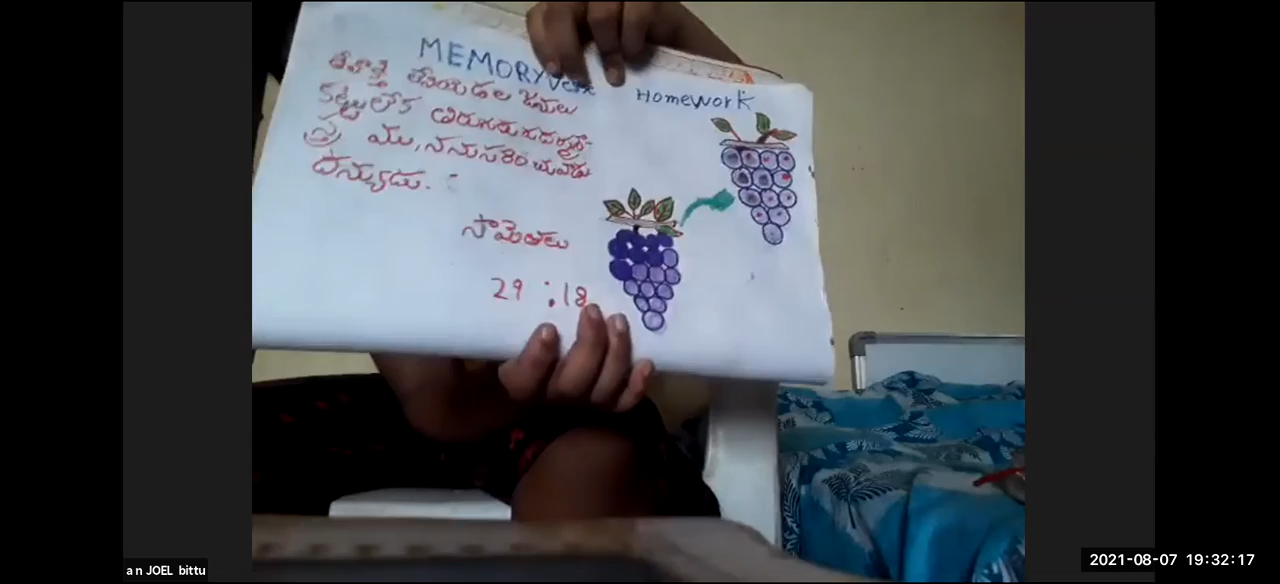 MEMORY Verse
దేవోక్తి లేనియెడల జనులు
కట్టులేక తిరుగుదురు ధర్మశా-
స్త్ర ము,ననుసరించువాడు
ధన్యుడు.
సామెతలు
29 :18
Homework
a n JOEL bittu
2021-08-07 19:32:17